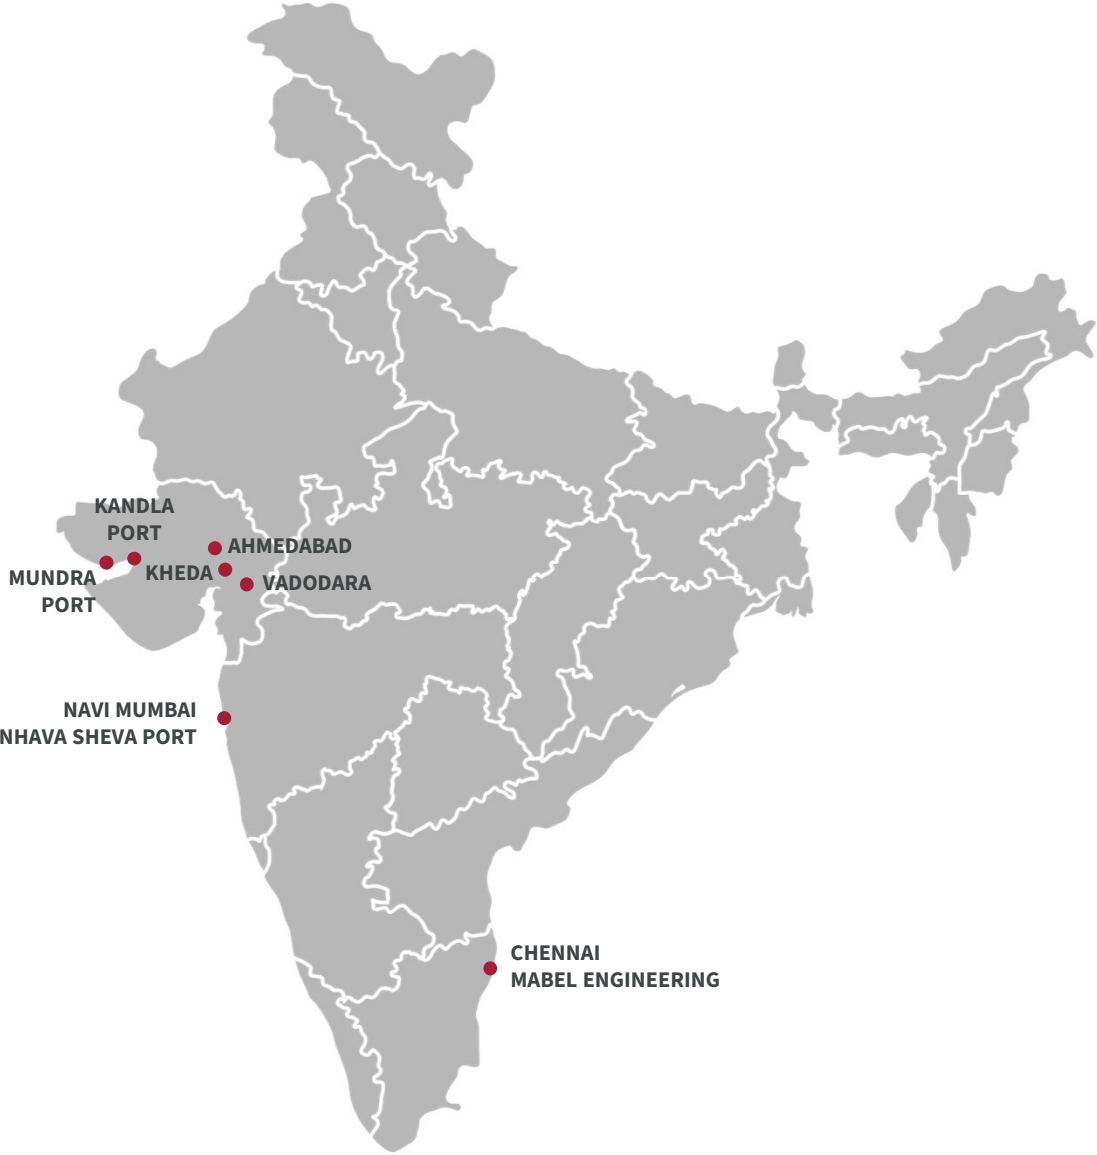 KANDLA
PORT
AHMEDABAD
MUNDRA
PORT
KHEDA
VADODARA
NAVI MUMBAI
NHAVA SHEVA PORT
CHENNAI
MABEL ENGINEERING